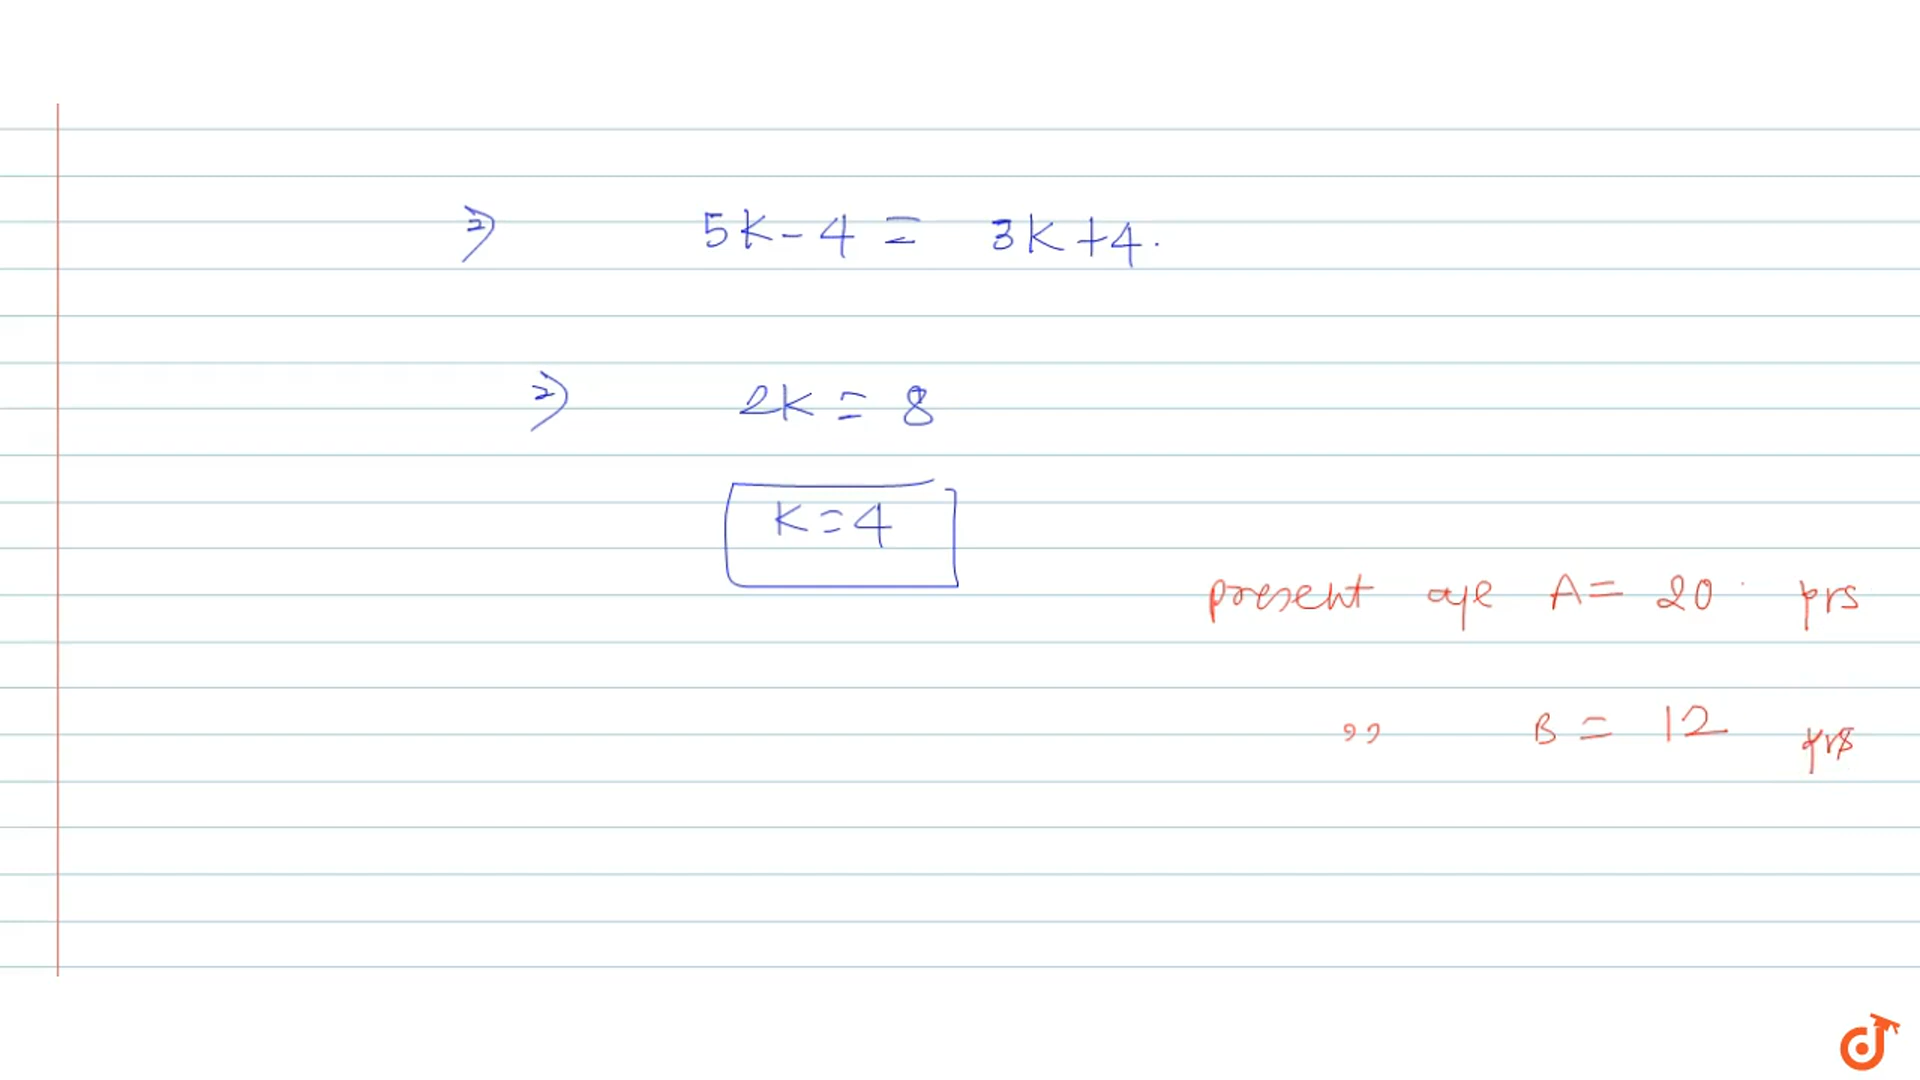 ⇒ 5k - 4 = 3k + 4.
⇒ 2k = 8
k = 4
present age A = 20 yrs
,, B = 12 yrs